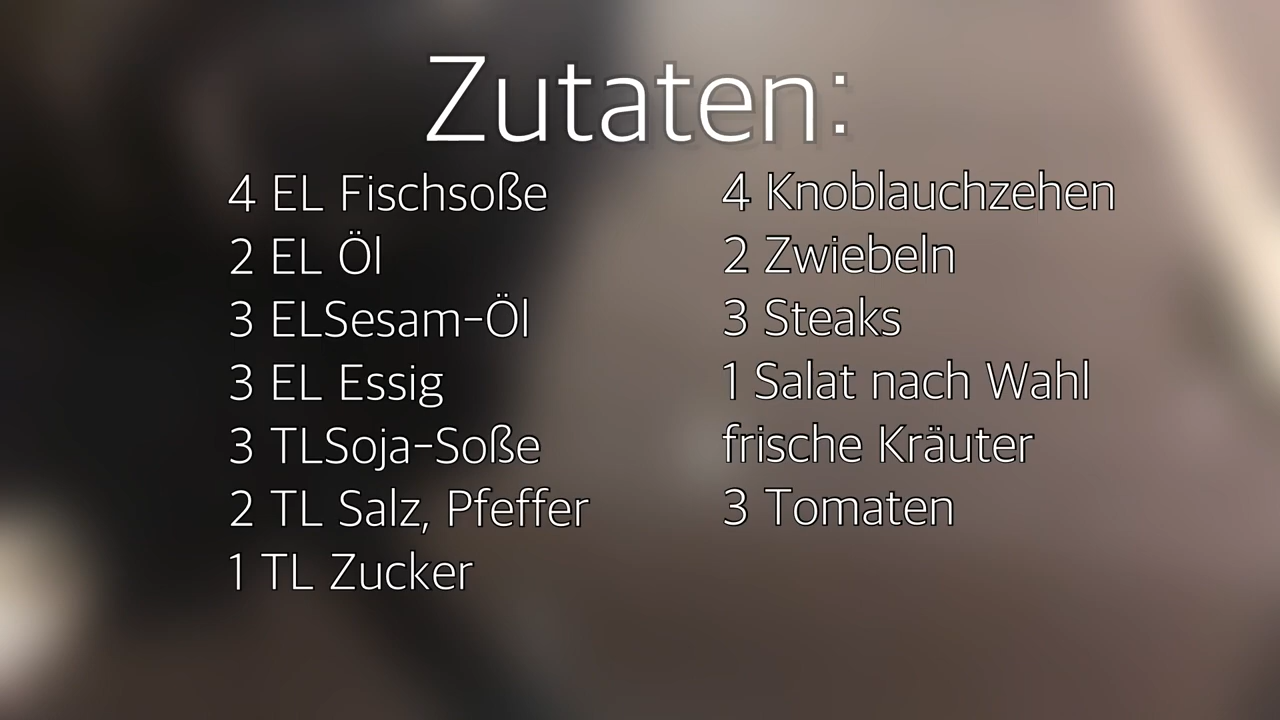 Zutaten:
4 EL Fischsoße
2 EL Öl
3 ELSesam-Öl
3 EL Essig
3 TLSoja-Soße
2 TL Salz, Pfeffer
1 TL Zucker
4 Knoblauchzehen
2 Zwiebeln
3 Steaks
1 Salat nach Wahl
frische Kräuter
3 Tomaten